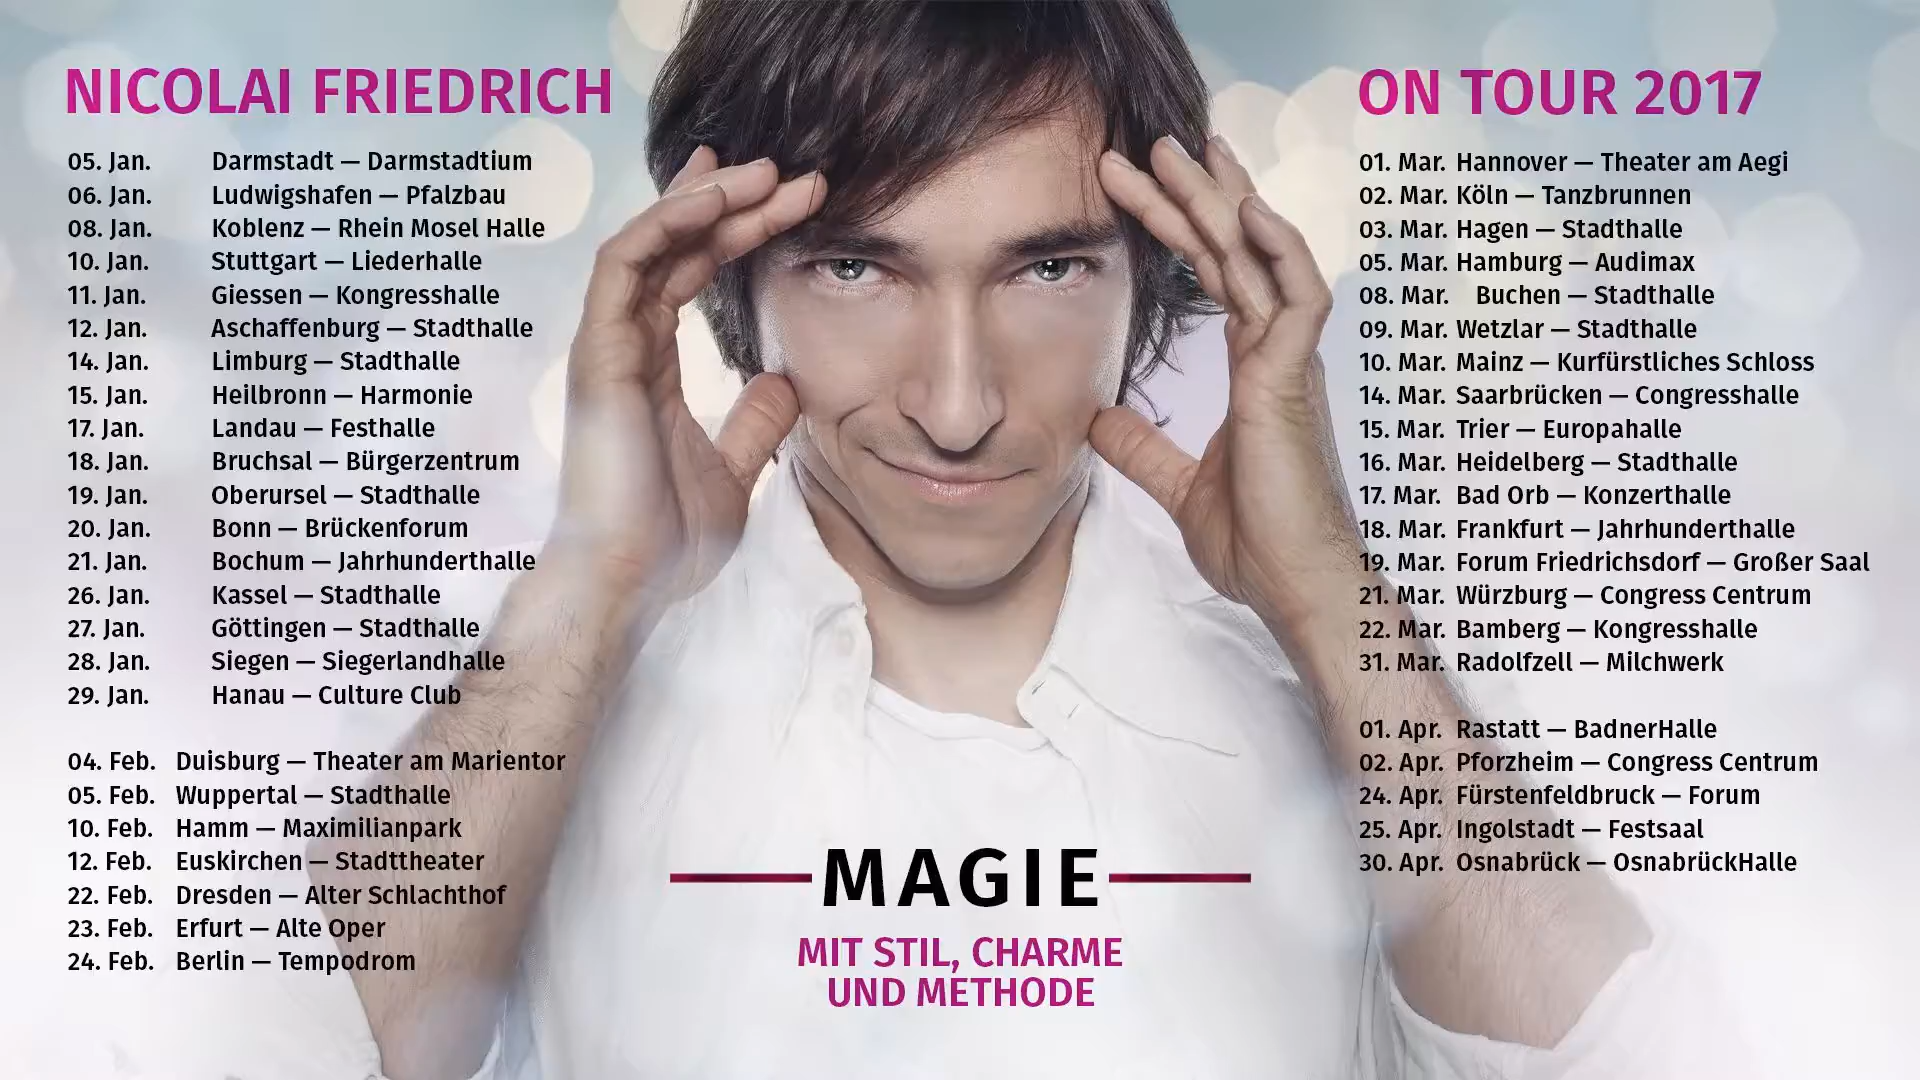 NICOLAI FRIEDRICH
05. Jan. Darmstadt — Darmstadtium
06. Jan. Ludwigshafen — Pfalzbau
08. Jan. Koblenz — Rhein Mosel Halle
10. Jan. Stuttgart — Liederhalle
11. Jan. Giessen — Kongresshalle
12. Jan. Aschaffenburg — Stadthalle
14. Jan. Limburg — Stadthalle
15. Jan. Heilbronn — Harmonie
17. Jan. Landau — Festhalle
18. Jan. Bruchsal — Bürgerzentrum
19. Jan. Oberursel — Stadthalle
20. Jan. Bonn — Brückenforum
21. Jan. Bochum — Jahrhunderthalle
26. Jan. Kassel — Stadthalle
27. Jan. Göttingen — Stadthalle
28. Jan. Siegen — Siegerlandhalle
29. Jan. Hanau — Culture Club
04. Feb. Duisburg — Theater am Marientor
05. Feb. Wuppertal — Stadthalle
10. Feb. Hamm — Maximilianpark
12. Feb. Euskirchen — Stadttheater
22. Feb. Dresden — Alter Schlachthof
23. Feb. Erfurt — Alte Oper
24. Feb. Berlin — Tempodrom
MAGIE
MIT STIL, CHARME
UND METHODE
ON TOUR 2017
01. Mar. Hannover — Theater am Aegi
02. Mar. Köln — Tanzbrunnen
03. Mar. Hagen — Stadthalle
05. Mar. Hamburg — Audimax
08. Mar. Buchen — Stadthalle
09. Mar. Wetzlar — Stadthalle
10. Mar. Mainz — Kurfürstliches Schloss
14. Mar. Saarbrücken — Congresshalle
15. Mar. Trier — Europahalle
16. Mar. Heidelberg — Stadthalle
17. Mar. Bad Orb — Konzerthalle
18. Mar. Frankfurt — Jahrhunderthalle
19. Mar. Forum Friedrichsdorf — Großer Saal
21. Mar. Würzburg — Congress Centrum
22. Mar. Bamberg — Kongresshalle
31. Mar. Radolfzell — Milchwerk
01. Apr. Rastatt — BadnerHalle
02. Apr. Pforzheim — Congress Centrum
24. Apr. Fürstenfeldbruck — Forum
25. Apr. Ingolstadt — Festsaal
30. Apr. Osnabrück — OsnabrückHalle